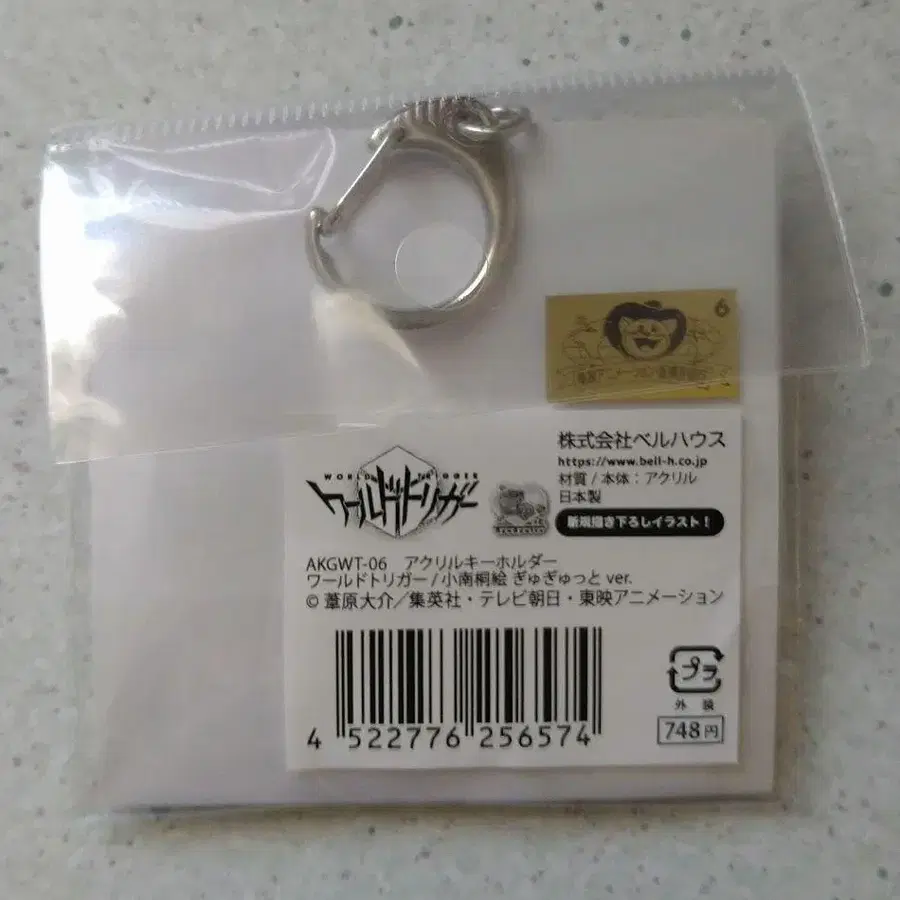 6
株式会社ベルハウス
https://www.bell-h.co.jp
材質 / 本体：アクリル
日本製
新規描き下ろしイラスト！
WORLD TRIGGER
ワールドトリガー
AKGWT-06 アクリルキーホルダー
ワールドトリガー / 小南桐絵 ぎゅぎゅっと ver.
© 葦原大介／集英社・テレビ朝日・東映アニメーション
4 522776 256574
プラ
外装
748円